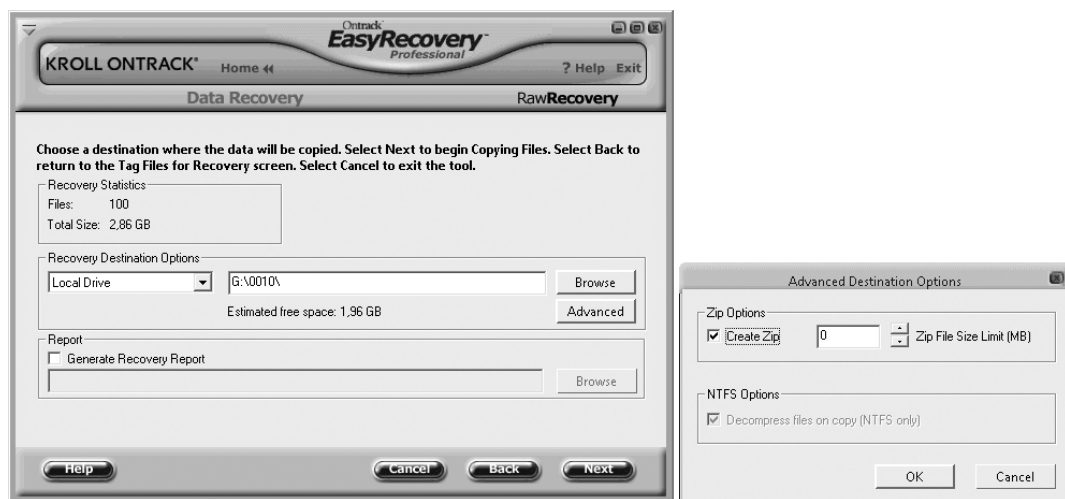 Ontrack
EasyRecovery™
Professional
KROLL ONTRACK®
Home
? Help Exit
Data Recovery
RawRecovery
Choose a destination where the data will be copied. Select Next to begin Copying Files. Select Back to
return to the Tag Files for Recovery screen. Select Cancel to exit the tool.
Recovery Statistics
Files: 100
Total Size: 2,86 GB
Recovery Destination Options
Local Drive
G:\0010\
Browse
Estimated free space: 1,96 GB
Advanced
Report
Generate Recovery Report
Browse
Help
Cancel
Back
Next
Advanced Destination Options
Zip Options
Create Zip
0
Zip File Size Limit (MB)
NTFS Options
Decompress files on copy (NTFS only)
OK
Cancel